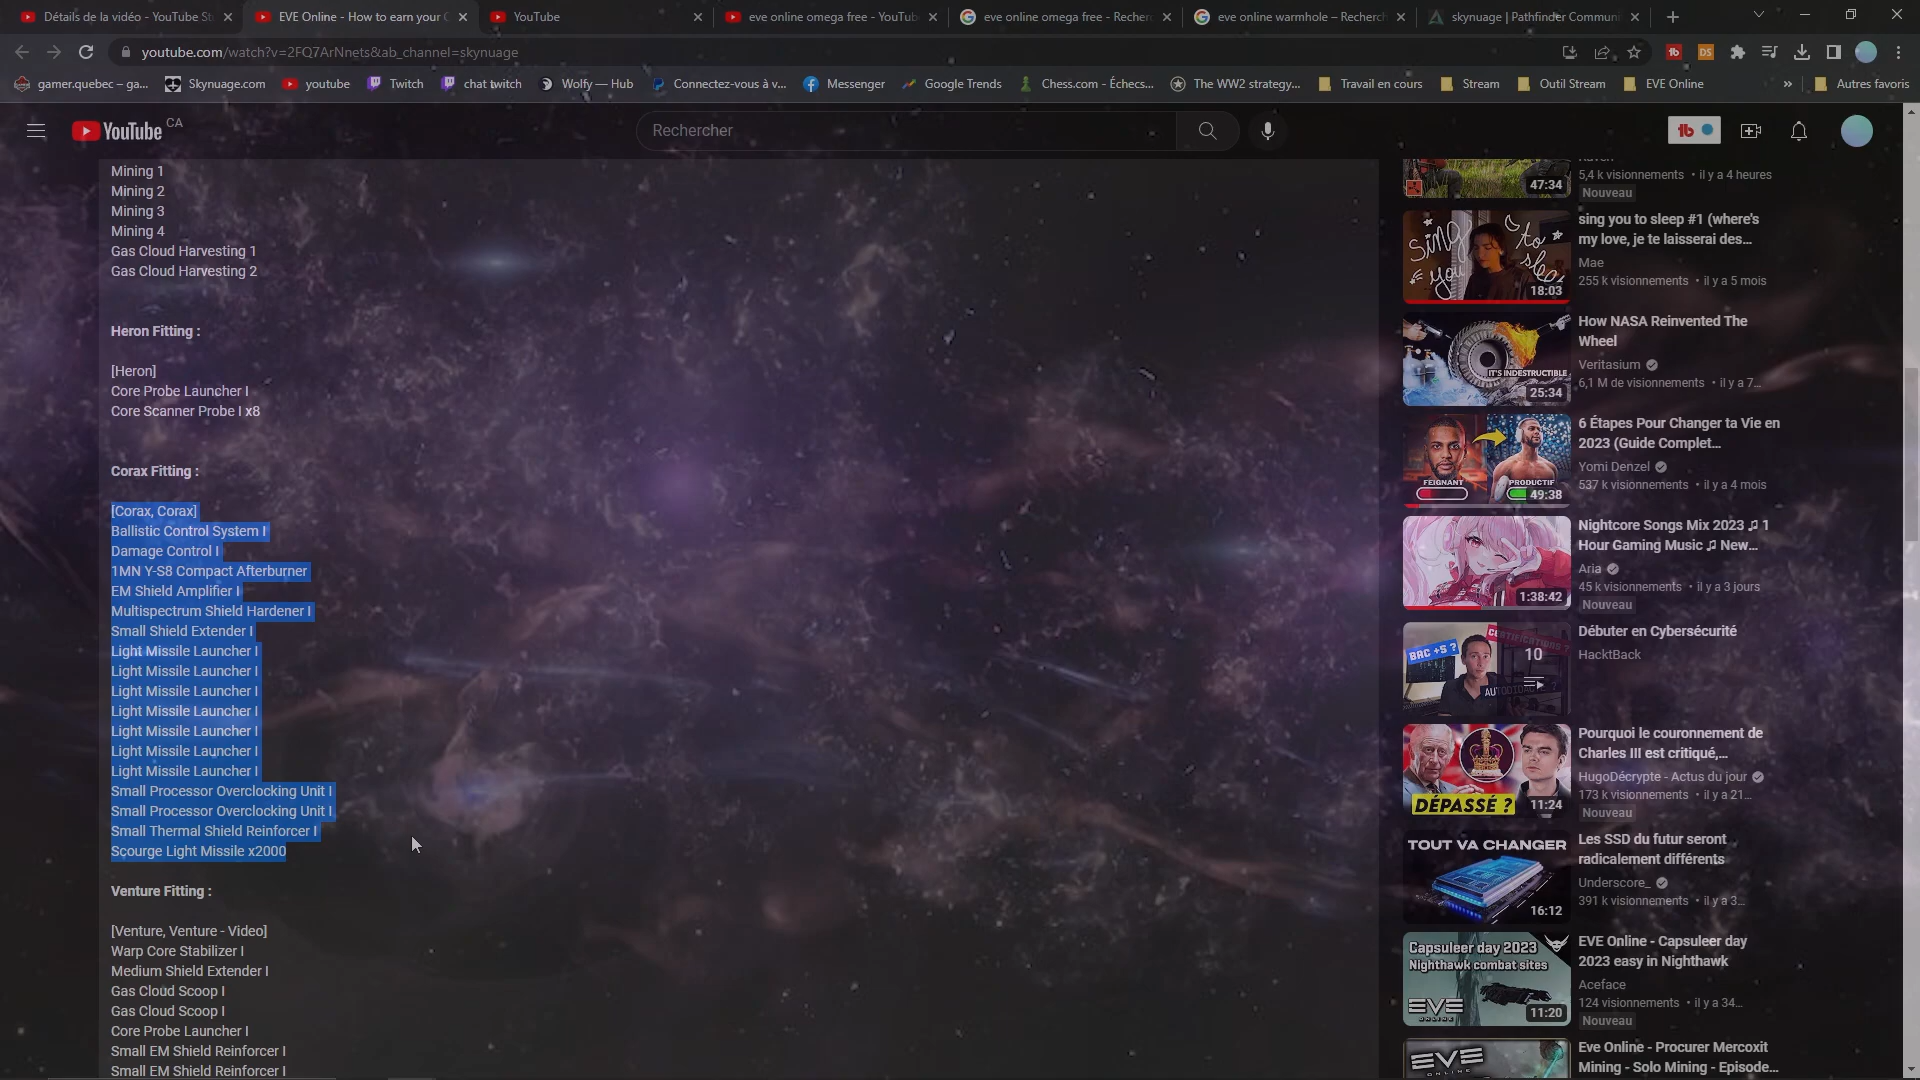 Détails de la vidéo - YouTube St
EVE Online - How to earn your O
YouTube
eve online omega free - YouTub
eve online omega free - Recher
eve online warmhole – Recherch
skynuage | Pathfinder Communi
youtube.com/watch?v=2FQ7ArNnets&ab_channel=skynuage
gamer.quebec – ga...
Skynuage.com
youtube
Twitch
chat twitch
Wolfy — Hub
Connectez-vous à v...
Messenger
Google Trends
Chess.com - Échecs...
The WW2 strategy...
Travail en cours
Stream
Outil Stream
EVE Online
»
Autres favoris
YouTube CA
Rechercher
Mining 1
Mining 2
Mining 3
Mining 4
Gas Cloud Harvesting 1
Gas Cloud Harvesting 2
Heron Fitting :
[Heron]
Core Probe Launcher I
Core Scanner Probe I x8
Corax Fitting :
[Corax, Corax]
Ballistic Control System I
Damage Control I
1MN Y-S8 Compact Afterburner
EM Shield Amplifier I
Multispectrum Shield Hardener I
Small Shield Extender I
Light Missile Launcher I
Light Missile Launcher I
Light Missile Launcher I
Light Missile Launcher I
Light Missile Launcher I
Light Missile Launcher I
Light Missile Launcher I
Small Processor Overclocking Unit I
Small Processor Overclocking Unit I
Small Thermal Shield Reinforcer I
Scourge Light Missile x2000
Venture Fitting :
[Venture, Venture - Video]
Warp Core Stabilizer I
Medium Shield Extender I
Gas Cloud Scoop I
Gas Cloud Scoop I
Core Probe Launcher I
Small EM Shield Reinforcer I
Small EM Shield Reinforcer I
47:34
5,4 k visionnements • il y a 4 heures
Nouveau
sing you to sleep
18:03
sing you to sleep #1 (where's
my love, je te laisserai des...
Mae
255 k visionnements • il y a 5 mois
IT'S INDESTRUCTIBLE
25:34
How NASA Reinvented The
Wheel
Veritasium
6,1 M de visionnements • il y a 7...
FEIGNANT
PRODUCTIF
49:38
6 Étapes Pour Changer ta Vie en
2023 (Guide Complet...
Yomi Denzel
537 k visionnements • il y a 4 mois
1:38:42
Nightcore Songs Mix 2023 ♫ 1
Hour Gaming Music ♫ New...
Aria
45 k visionnements • il y a 3 jours
Nouveau
BAC +5 ?
CERTIFICATIONS ?
10
Débuter en Cybersécurité
HacktBack
DÉPASSÉ ?
11:24
Pourquoi le couronnement de
Charles III est critiqué,...
HugoDécrypte - Actus du jour
173 k visionnements • il y a 21...
Nouveau
TOUT VA CHANGER
16:12
Les SSD du futur seront
radicalement différents
Underscore_
391 k visionnements • il y a 3...
Capsuleer day 2023
Nighthawk combat sites
EVE
ONLINE
11:20
EVE Online - Capsuleer day
2023 easy in Nighthawk
Aceface
124 visionnements • il y a 34...
Nouveau
EVE
ONLINE
Eve Online - Procurer Mercoxit
Mining - Solo Mining - Episode...